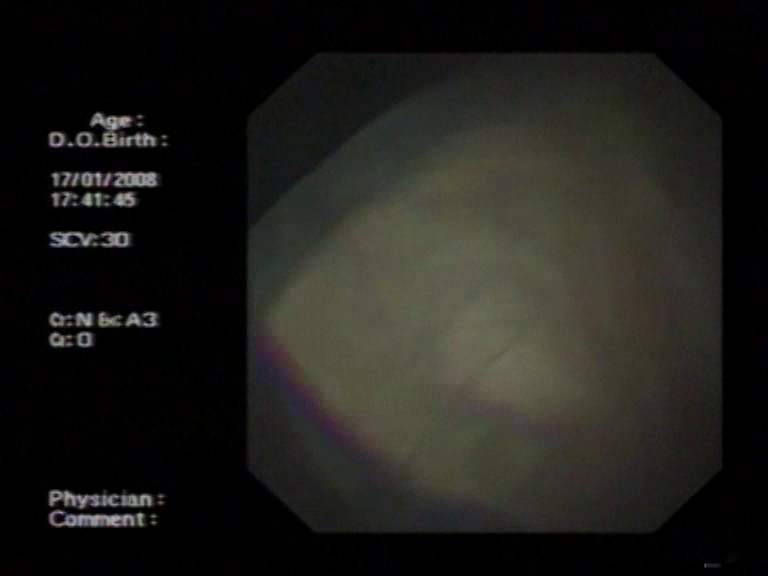 Age:
D.O.Birth:
17/01/2008
17:41:45
SCV:30
Physician:
Comment: